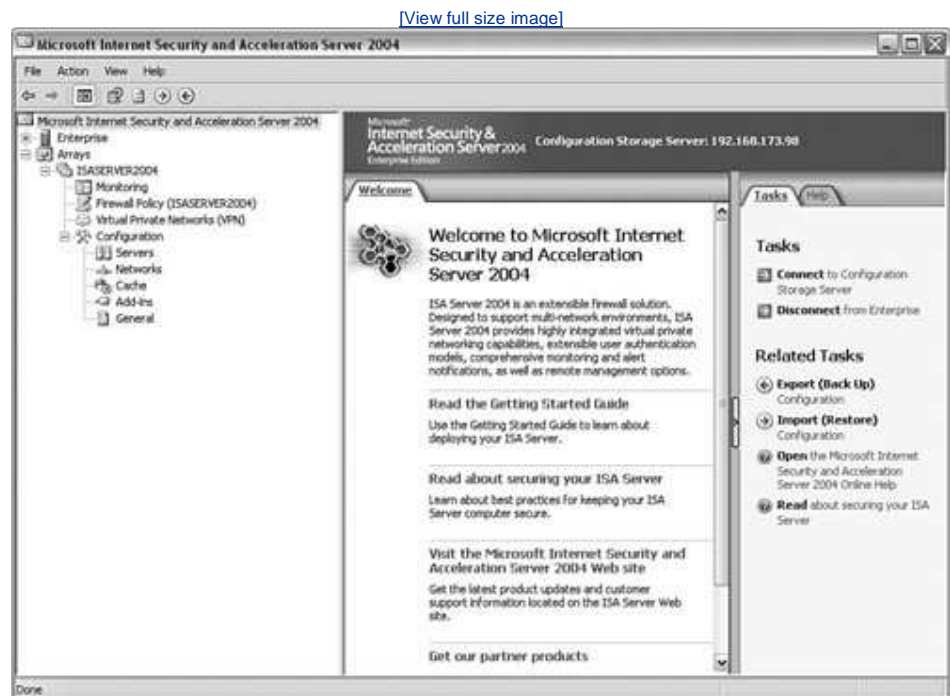 [View full size image]
Microsoft Internet Security and Acceleration Server 2004
File Action View Help
Microsoft Internet Security and Acceleration Server 2004
Enterprise
Arrays
ISASERVER2004
Monitoring
Firewall Policy (ISASERVER2004)
Virtual Private Networks (VPN)
Configuration
Servers
Networks
Cache
Add-ins
General
Microsoft
Internet Security &
Acceleration Server 2004
Enterprise Edition
Configuration Storage Server: 192.168.173.98
Welcome
Welcome to Microsoft Internet
Security and Acceleration
Server 2004
ISA Server 2004 is an extensible firewall solution.
Designed to support multi-network environments, ISA
Server 2004 provides highly integrated virtual private
networking capabilities, extensible user authentication
models, comprehensive monitoring and alert
notifications, as well as remote management options.
Read the Getting Started Guide
Use the Getting Started Guide to learn about
deploying your ISA Server.
Read about securing your ISA Server
Learn about best practices for keeping your ISA
Server computer secure.
Visit the Microsoft Internet Security and
Acceleration Server 2004 Web site
Get the latest product updates and customer
support information located on the ISA Server Web
site.
Get our partner products
Tasks Help
Tasks
Connect to Configuration
Storage Server
Disconnect from Enterprise
Related Tasks
Export (Back Up)
Configuration
Import (Restore)
Configuration
Open the Microsoft Internet
Security and Acceleration
Server 2004 Online Help
Read about securing your ISA
Server
Done